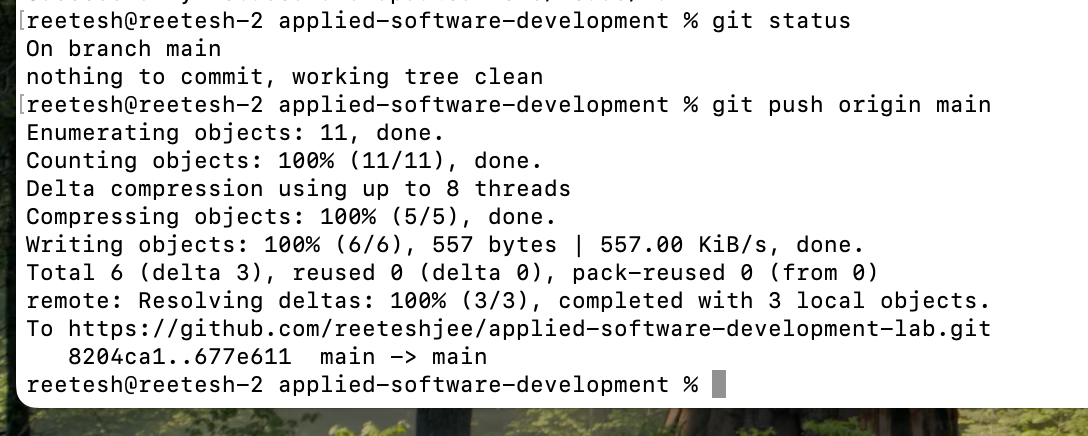 [reetesh@reetesh-2 applied-software-development % git status
On branch main
nothing to commit, working tree clean
[reetesh@reetesh-2 applied-software-development % git push origin main
Enumerating objects: 11, done.
Counting objects: 100% (11/11), done.
Delta compression using up to 8 threads
Compressing objects: 100% (5/5), done.
Writing objects: 100% (6/6), 557 bytes | 557.00 KiB/s, done.
Total 6 (delta 3), reused 0 (delta 0), pack-reused 0 (from 0)
remote: Resolving deltas: 100% (3/3), completed with 3 local objects.
To https://github.com/reeteshjee/applied-software-development-lab.git
   8204ca1..677e611  main -> main
reetesh@reetesh-2 applied-software-development %